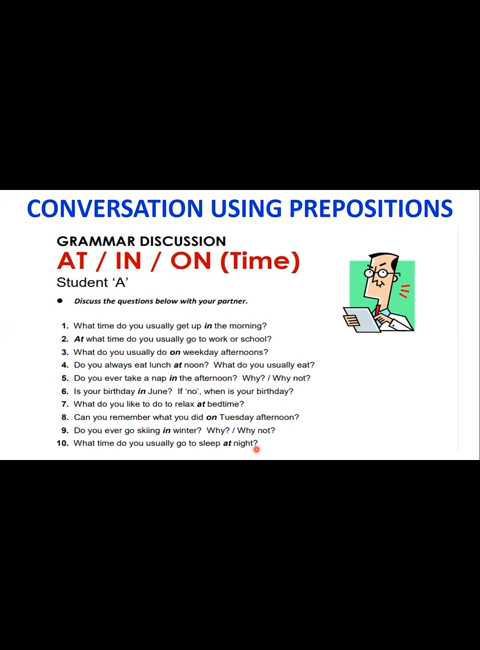 CONVERSATION USING PREPOSITIONS
GRAMMAR DISCUSSION
AT / IN / ON (Time)
Student ‘A’
● Discuss the questions below with your partner.
1. What time do you usually get up in the morning?
2. At what time do you usually go to work or school?
3. What do you usually do on weekday afternoons?
4. Do you always eat lunch at noon? What do you usually eat?
5. Do you ever take a nap in the afternoon? Why? / Why not?
6. Is your birthday in June? If ‘no’, when is your birthday?
7. What do you like to do to relax at bedtime?
8. Can you remember what you did on Tuesday afternoon?
9. Do you ever go skiing in winter? Why? / Why not?
10. What time do you usually go to sleep at night?